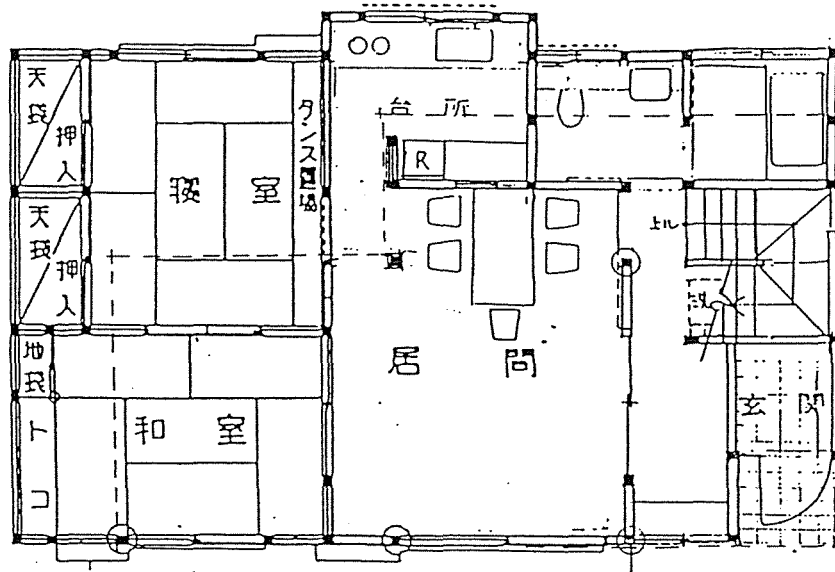 天袋
押入
寝室
タンス置場
台所
R
上ル
天袋
押入
居間
地袋
和室
トコ
玄関